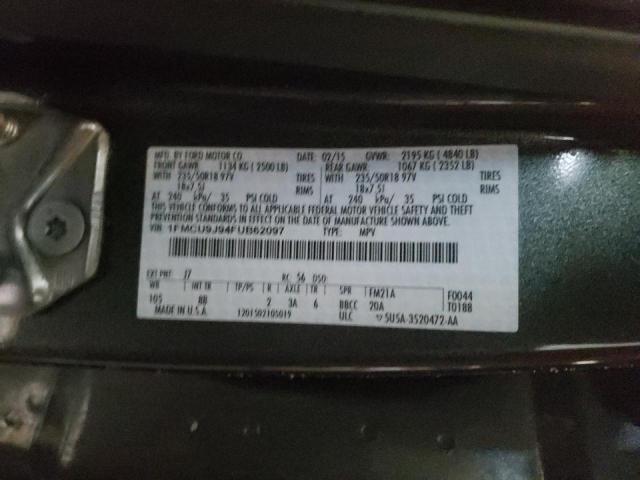 MFD. BY FORD MOTOR CO. DATE: 02/15 GVWR: 2195 KG ( 4840 LB)
FRONT GAWR: 1134 KG ( 2500 LB) REAR GAWR: 1067 KG ( 2352 LB)
WITH 235/50R18 97V TIRES WITH 235/50R18 97V TIRES
18x7.5J RIMS 18x7.5J RIMS
AT 240 kPa/ 35 PSI COLD AT 240 kPa/ 35 PSI COLD
THIS VEHICLE CONFORMS TO ALL APPLICABLE FEDERAL MOTOR VEHICLE SAFETY AND THEFT
PREVENTION STANDARDS IN EFFECT ON THE DATE OF MANUFACTURE SHOWN ABOVE.
VIN: 1FMCU9J94FUB62097 TYPE: MPV
EXT PNT: J7 RC: 56 DSO:
WB INT TR TP/PS R AXLE TR SPR FM21A F0044
105 BB 2 3A 6 BBCC 20A T0188
MADE IN U.S.A. 1201502105019 ULC 5U5A-3520472-AA